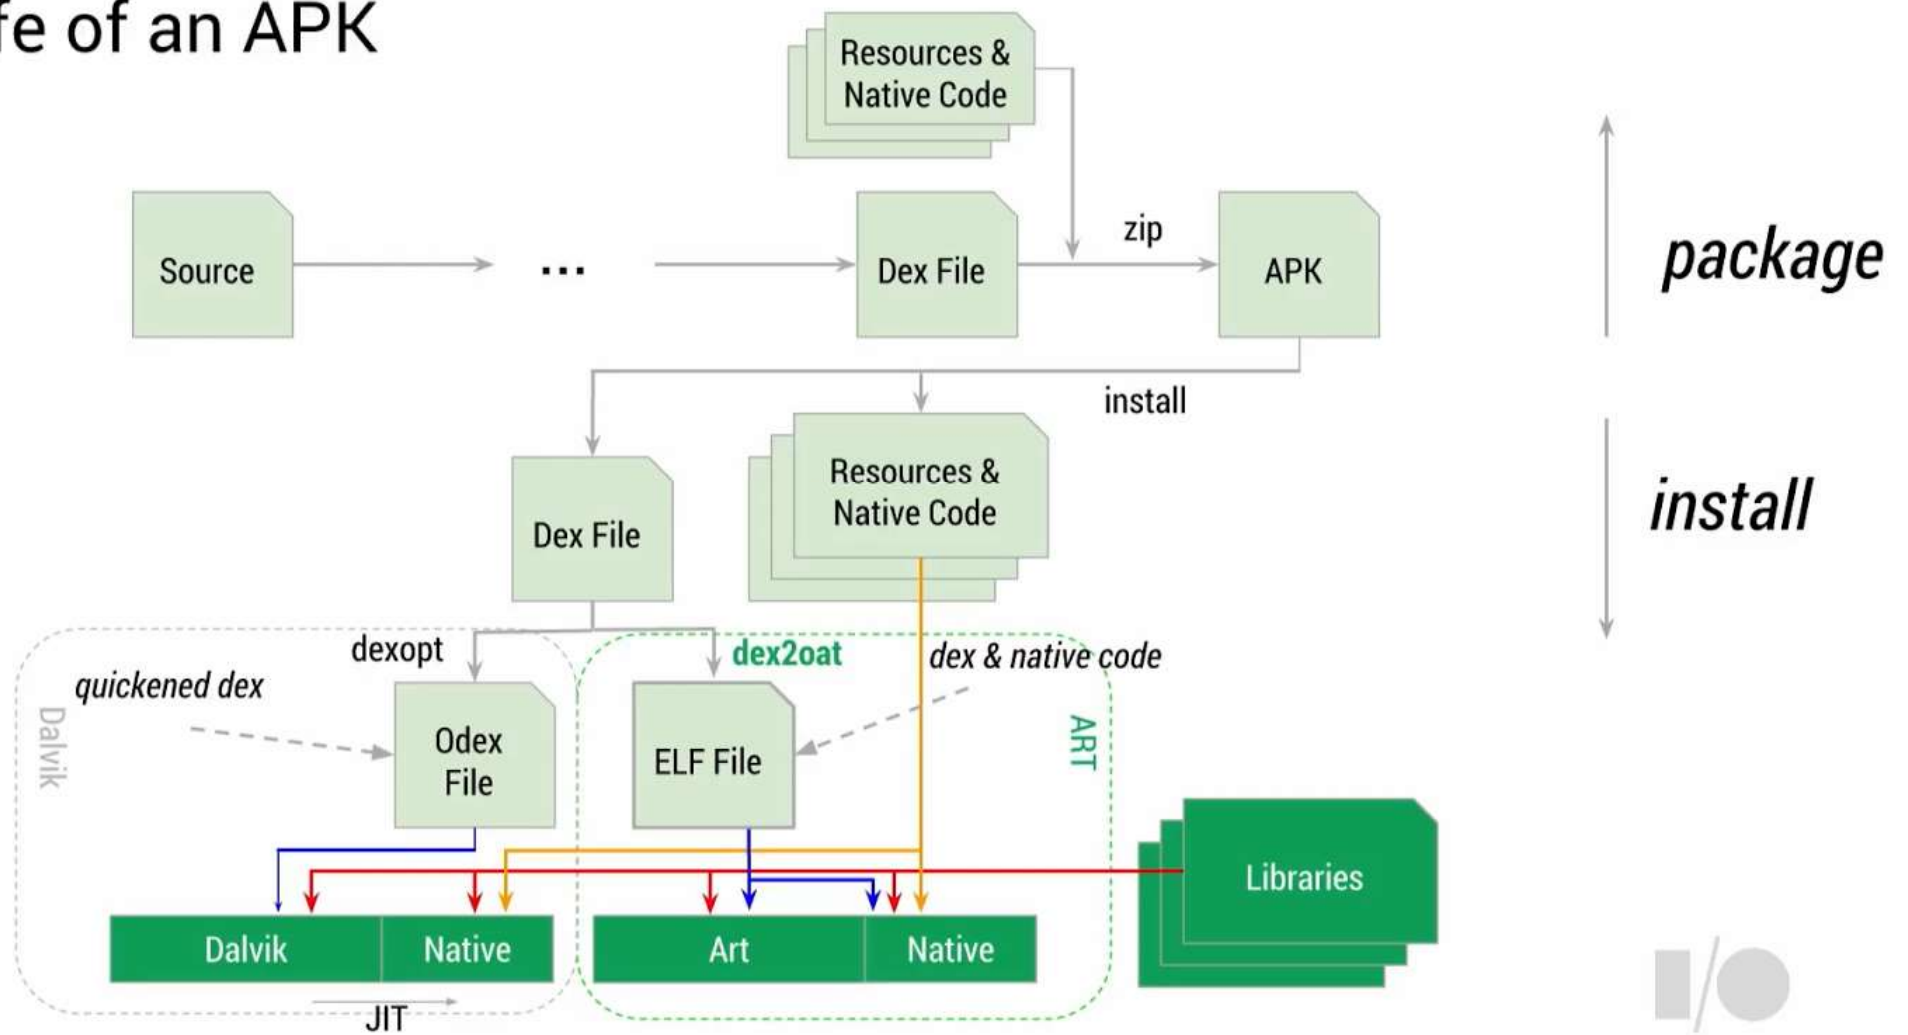 fe of an APK
Resources &
Native Code
Source
...
Dex File
zip
APK
package
install
Resources &
Native Code
Dex File
install
dexopt
dex2oat
dex & native code
quickened dex
Dalvik
Odex
File
ELF File
ART
Libraries
Dalvik
Native
Art
Native
JIT
I/O